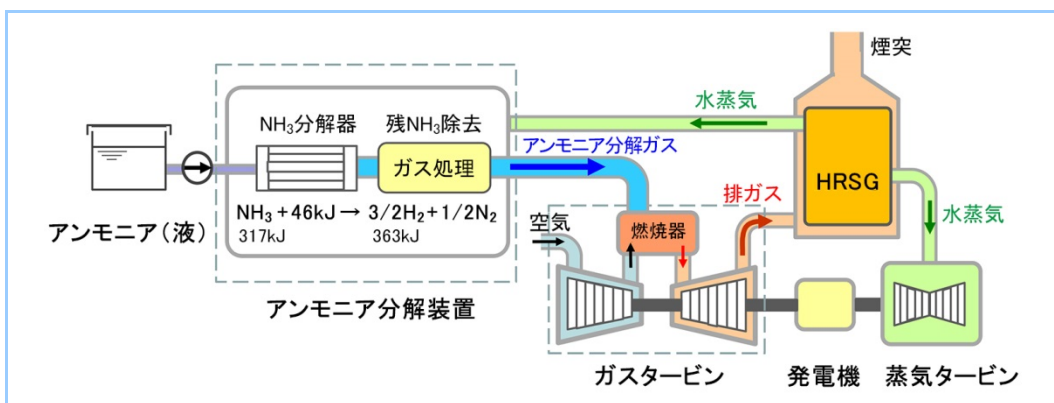 煙突
水蒸気
NH₃分解器
残NH₃除去
アンモニア分解ガス
ガス処理
HRSG
排ガス
NH₃+46kJ→ 3/2H₂+1/2N₂
317kJ
363kJ
水蒸気
アンモニア(液)
空気
燃焼器
アンモニア分解装置
ガスタービン
発電機
蒸気タービン